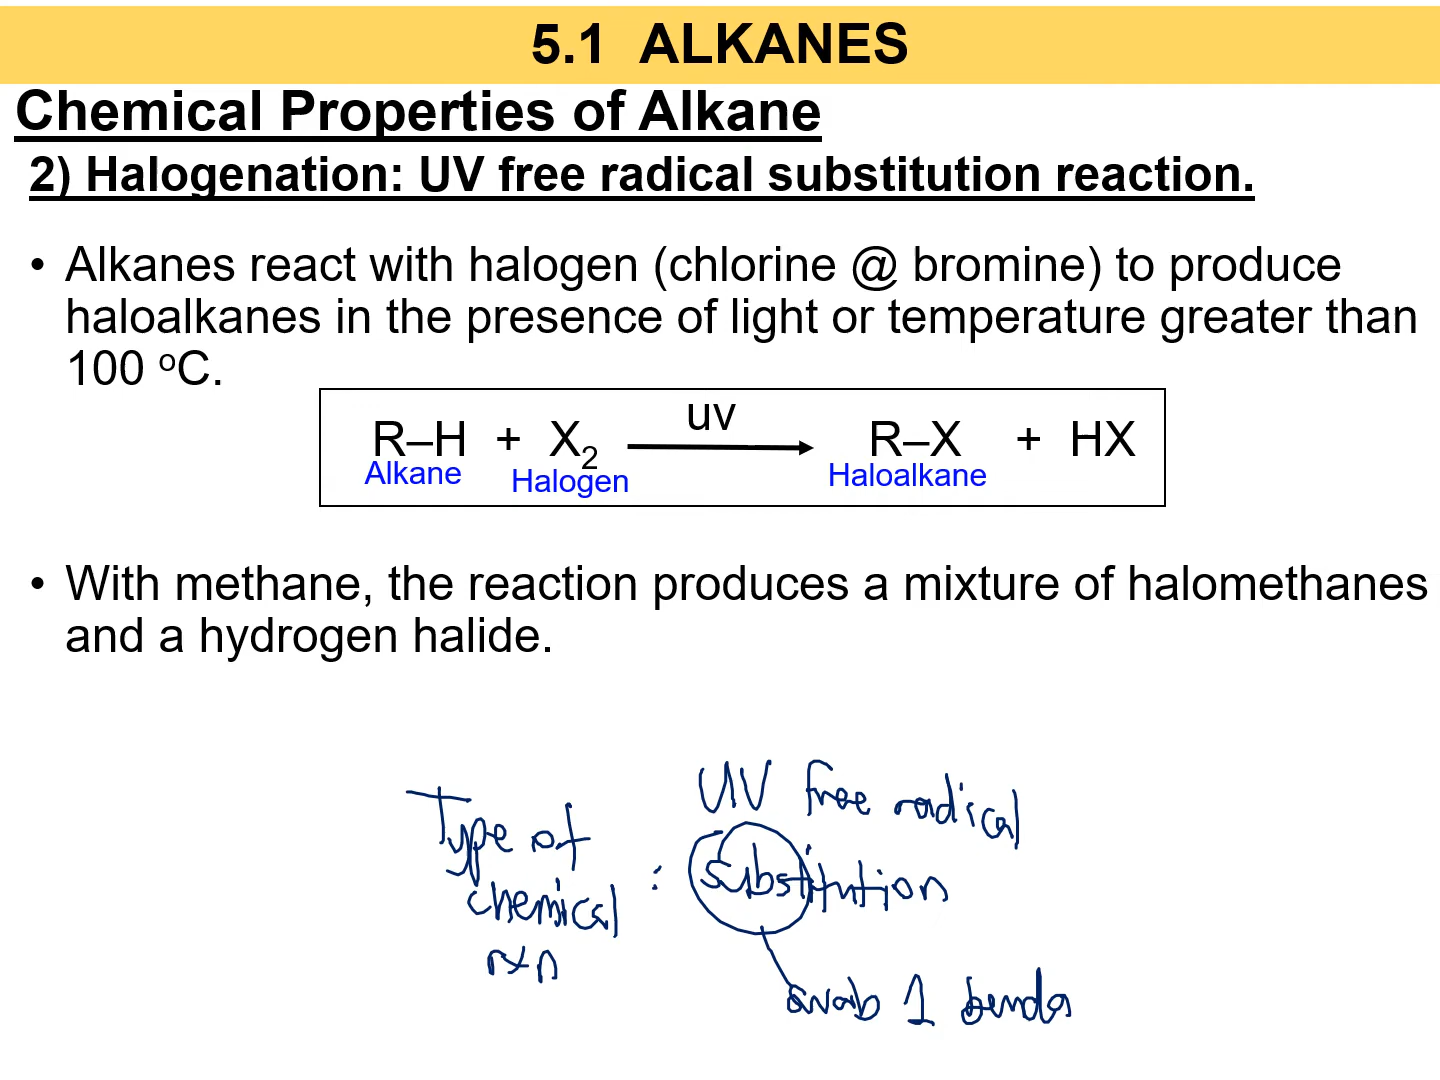 5.1 ALKANES
Chemical Properties of Alkane
2) Halogenation: UV free radical substitution reaction.
• Alkanes react with halogen (chlorine @ bromine) to produce
haloalkanes in the presence of light or temperature greater than
100 ᵒC.
uv
R–H + X₂ → R–X + HX
Alkane Halogen Haloalkane
• With methane, the reaction produces a mixture of halomethanes
and a hydrogen halide.
UV free radical
Type of
chemical : substitution
rxn
1 benda